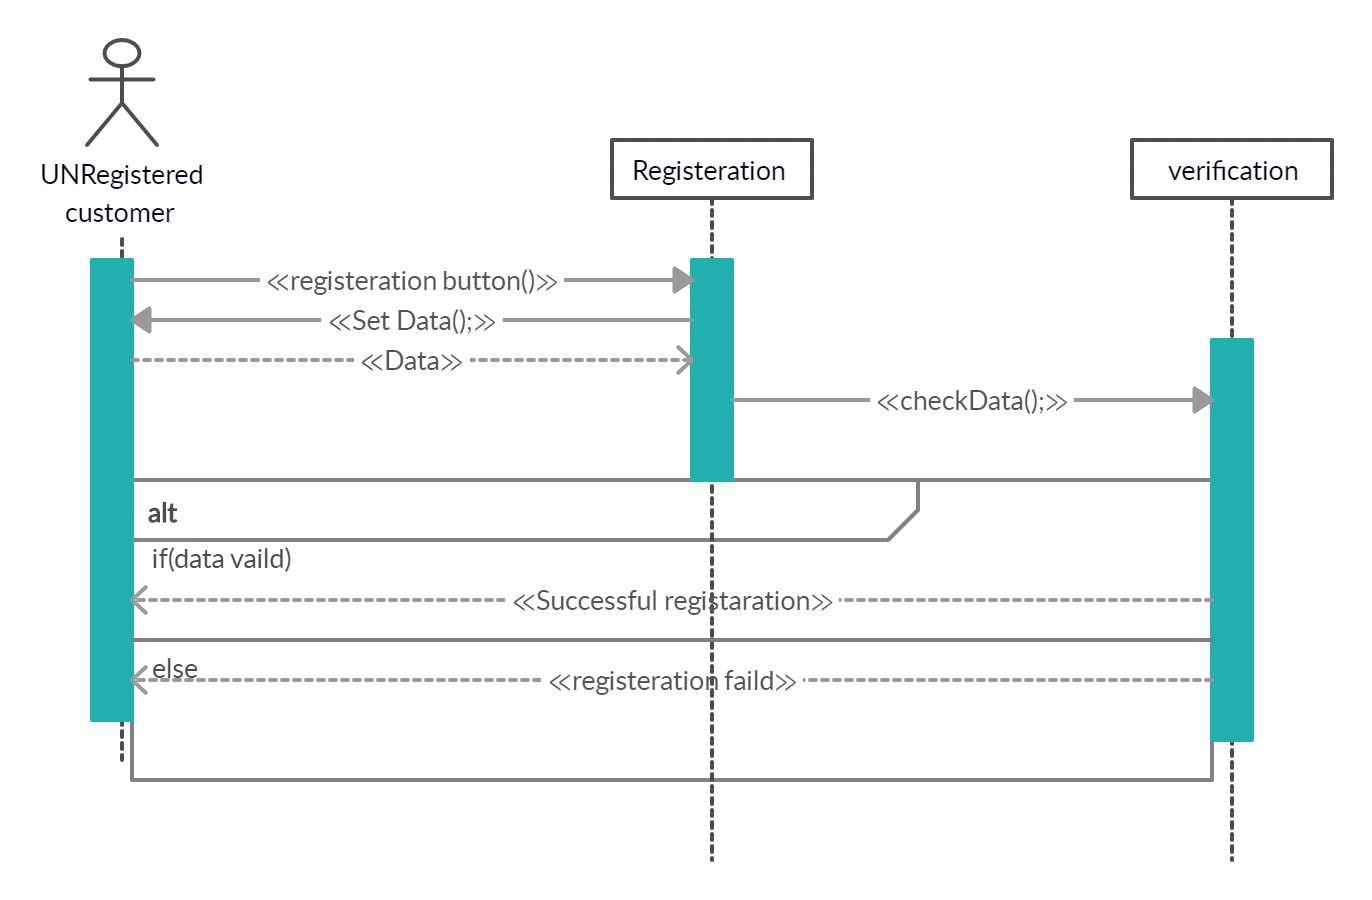 UNRegistered
customer
Registeration
verification
≪registeration button()≫
≪Set Data();≫
≪Data≫
≪checkData();≫
alt
if(data vaild)
≪Successful registaration≫
else
≪registeration faild≫